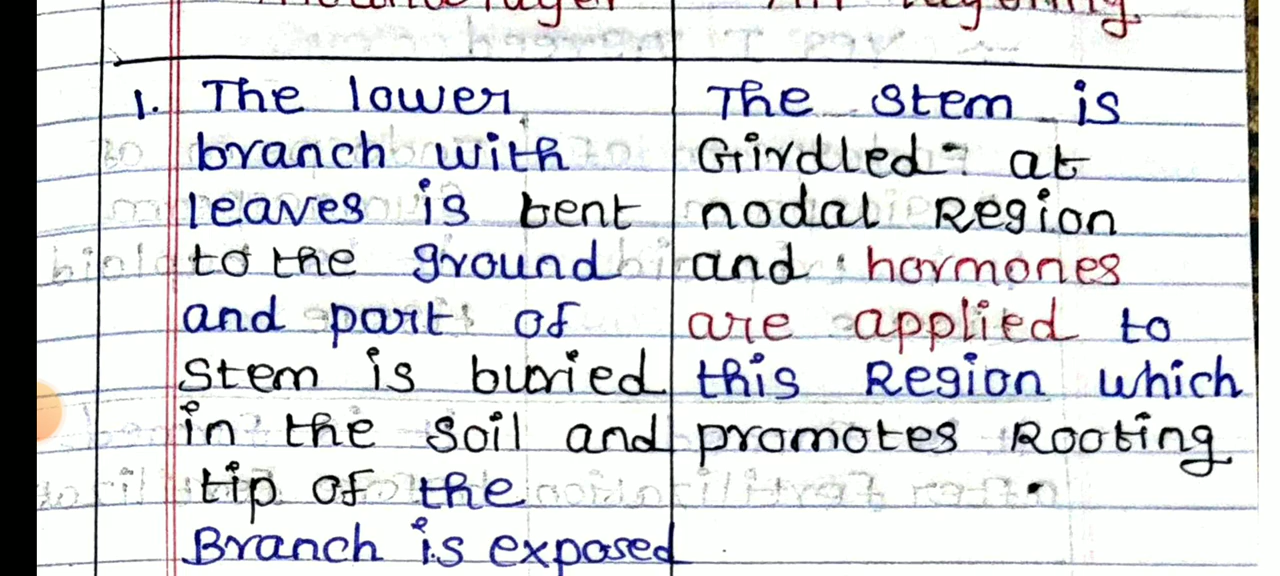 The lower
branch with
leaves is bent
to the ground
and part of
Stem is buried
in the Soil and
tip of the
Branch is exposed
The Stem is
Girdled at
nodal Region
and hormones
are applied to
this Region which
promotes Rooting
1.